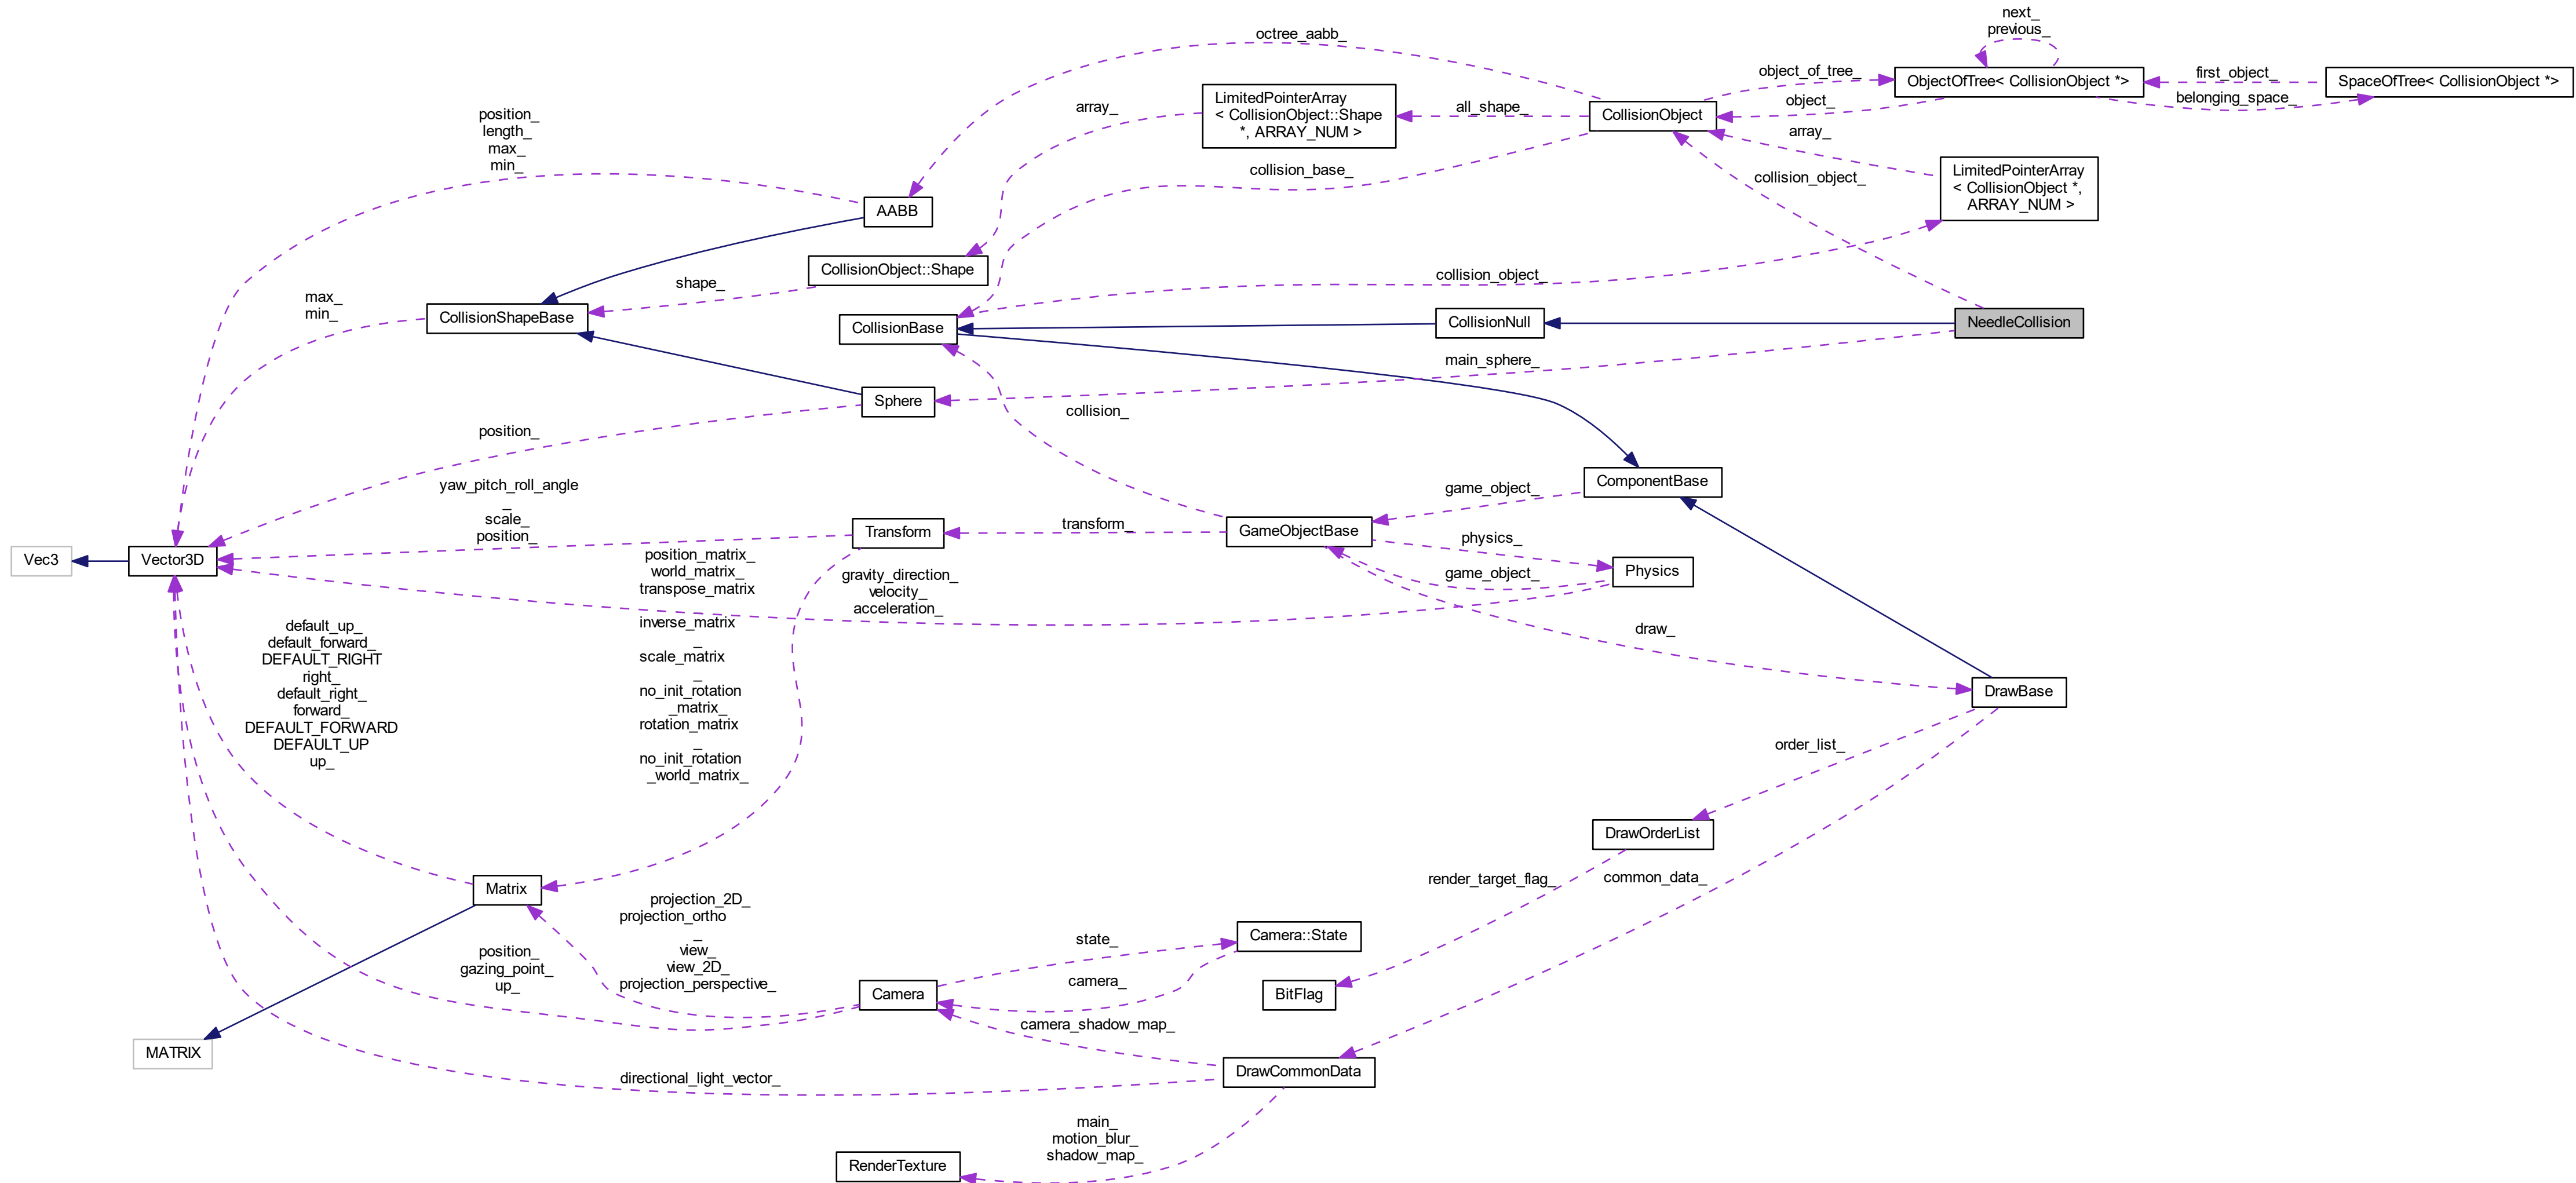 next_
previous_
octree_aabb_
object_of_tree_
ObjectOfTree< CollisionObject *>
first_object_
SpaceOfTree< CollisionObject *>
belonging_space_
LimitedPointerArray
< CollisionObject::Shape
*, ARRAY_NUM >
array_
all_shape_
CollisionObject
object_
array_
position_
length_
max_
min_
collision_base_
collision_object_
LimitedPointerArray
< CollisionObject *,
ARRAY_NUM >
AABB
CollisionObject::Shape
shape_
collision_object_
max_
min_
CollisionShapeBase
CollisionBase
CollisionNull
NeedleCollision
main_sphere_
Sphere
collision_
position_
ComponentBase
game_object_
yaw_pitch_roll_angle
_
scale_
position_
Transform
transform_
GameObjectBase
physics_
Vec3
Vector3D
Physics
game_object_
position_matrix_
world_matrix_
transpose_matrix
_
inverse_matrix
_
scale_matrix
_
no_init_rotation
_matrix_
rotation_matrix
_
no_init_rotation
_world_matrix_
gravity_direction_
velocity_
acceleration_
draw_
default_up_
default_forward_
DEFAULT_RIGHT
right_
default_right_
forward_
DEFAULT_FORWARD
DEFAULT_UP
up_
DrawBase
order_list_
DrawOrderList
render_target_flag_
common_data_
Matrix
projection_2D_
projection_ortho
_
view_
view_2D_
projection_perspective_
position_
gazing_point_
up_
state_
Camera::State
camera_
Camera
BitFlag
camera_shadow_map_
MATRIX
DrawCommonData
directional_light_vector_
main_
motion_blur_
shadow_map_
RenderTexture